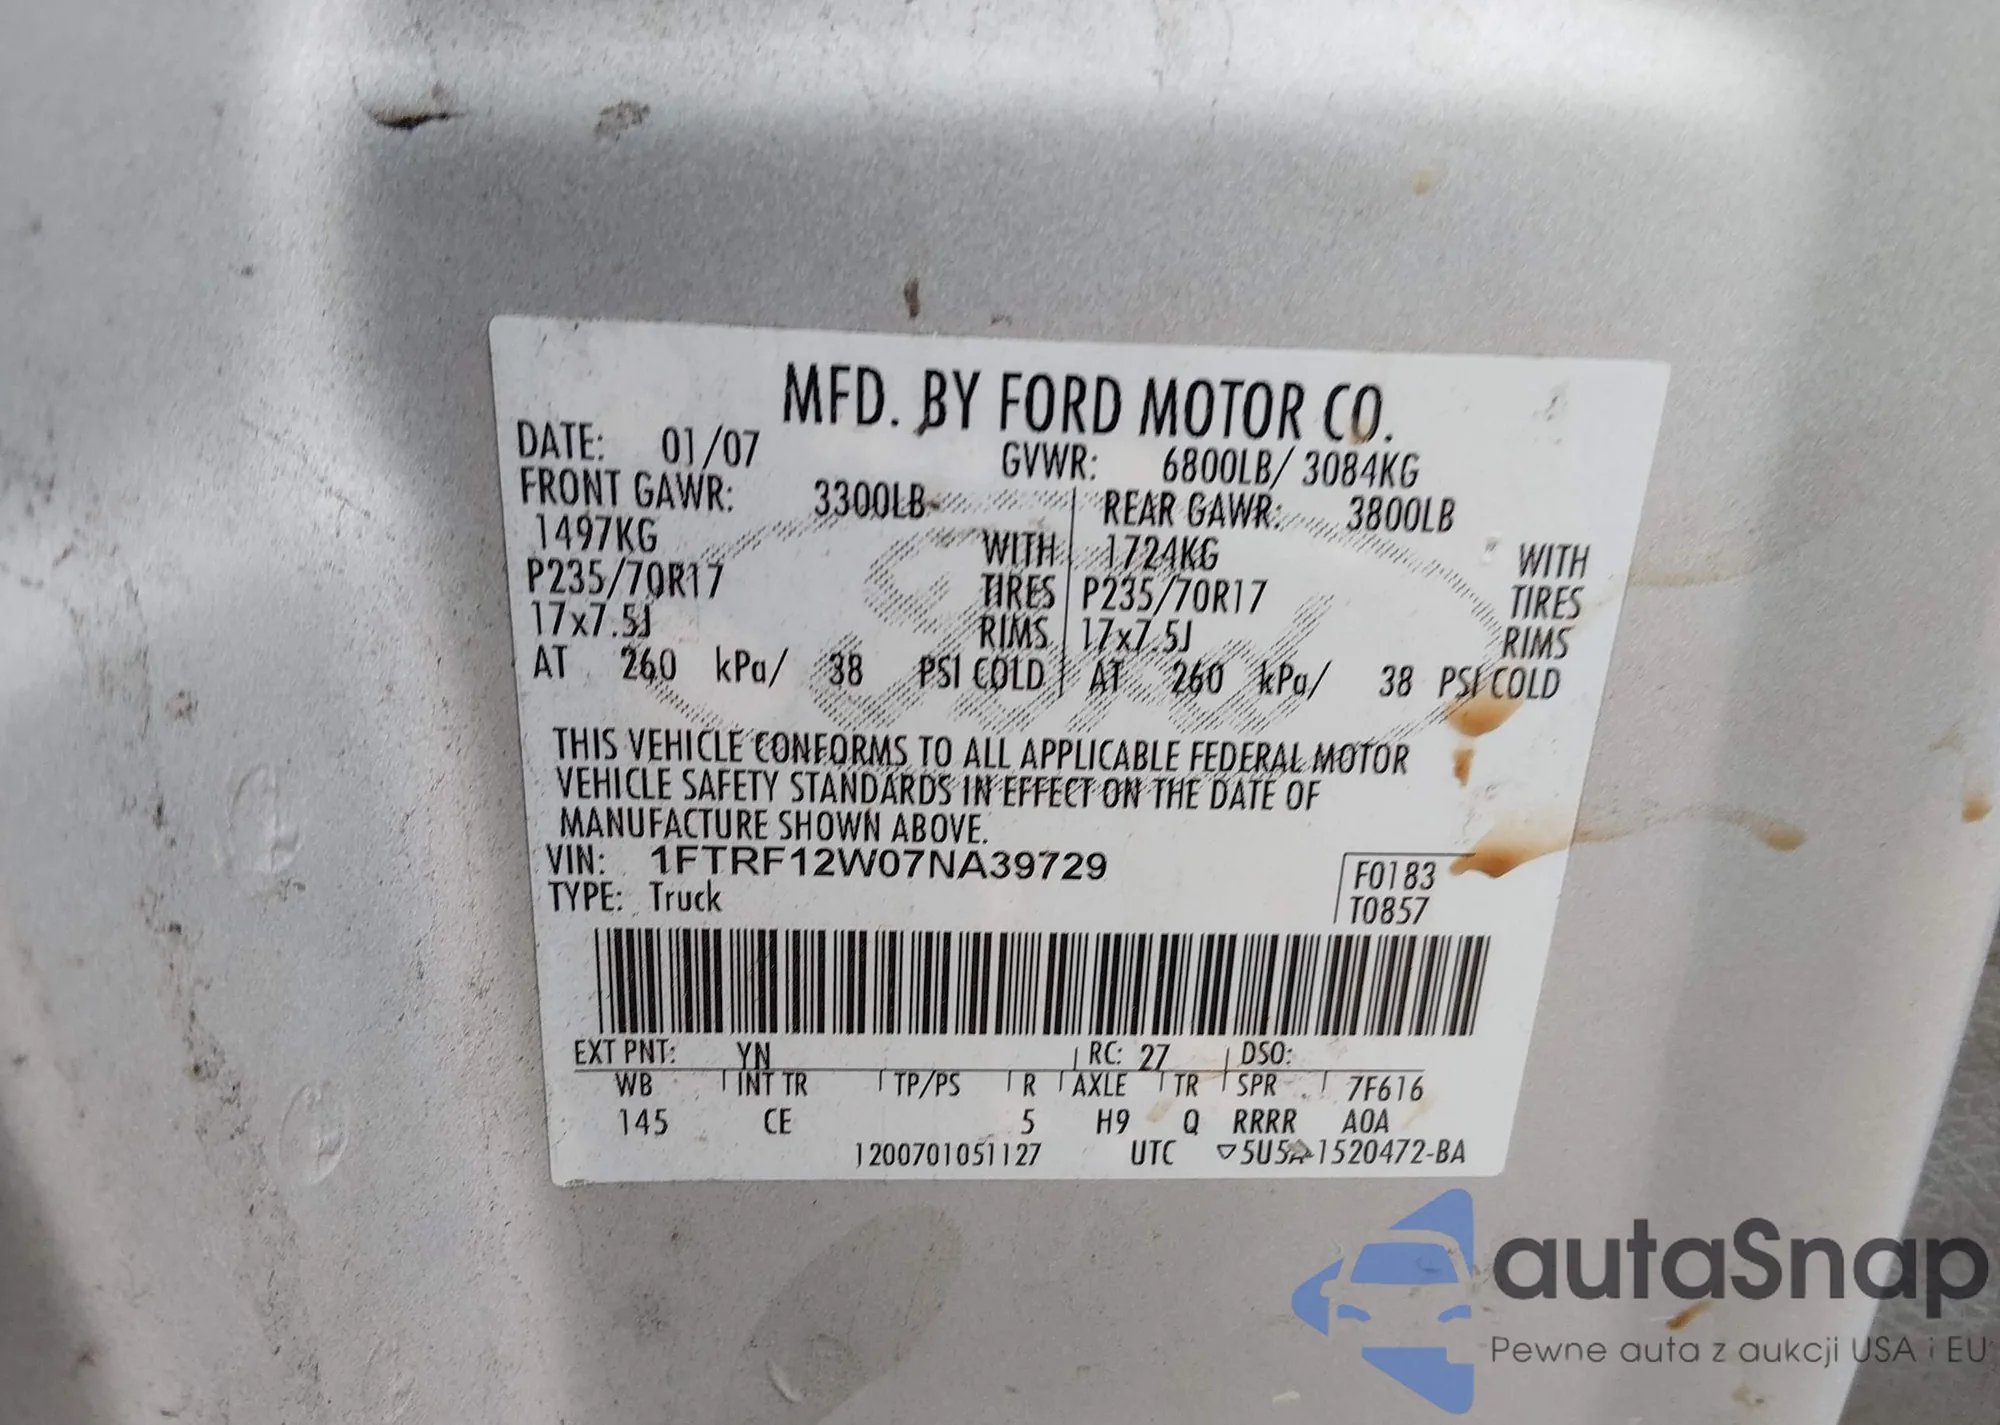 MFD. BY FORD MOTOR CO.
DATE: 01/07 GVWR: 6800LB/ 3084KG
FRONT GAWR: 3300LB REAR GAWR: 3800LB
1497KG WITH 1724KG WITH
P235/70R17 TIRES P235/70R17 TIRES
17x7.5J RIMS 17x7.5J RIMS
AT 260 kPa/ 38 PSI COLD AT 260 kPa/ 38 PSI COLD
THIS VEHICLE CONFORMS TO ALL APPLICABLE FEDERAL MOTOR
VEHICLE SAFETY STANDARDS IN EFFECT ON THE DATE OF
MANUFACTURE SHOWN ABOVE.
VIN: 1FTRF12W07NA39729 F0183
TYPE: Truck T0857
EXT PNT: YN RC: 27 DSO:
WB INT TR TP/PS R AXLE TR SPR 7F616
145 CE 5 H9 Q RRRR A0A
1200701051127 UTC ▽5U5A-1520472-BA
Ford
autaSnap
Pewne auta z aukcji USA i EU